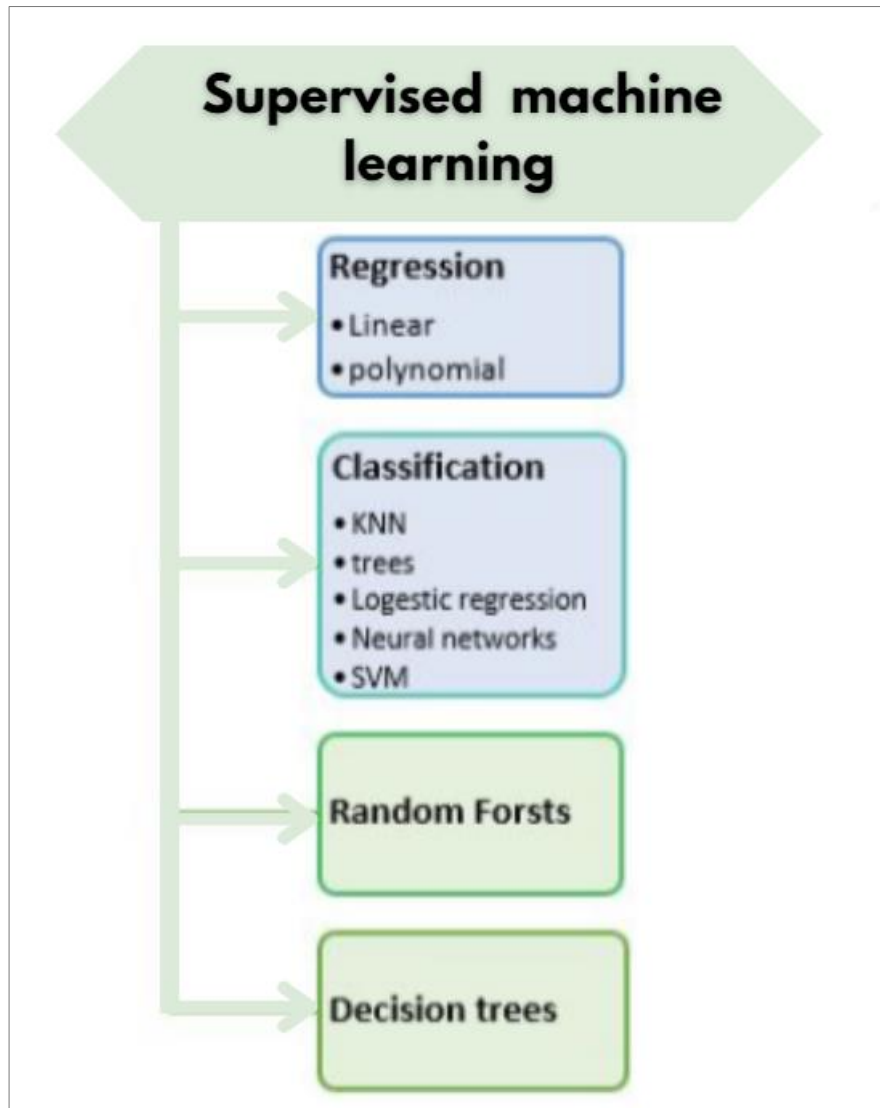 Supervised machine
learning
Regression
• Linear
• polynomial
Classification
• KNN
• trees
• Logestic regression
• Neural networks
• SVM
Random Forsts
Decision trees